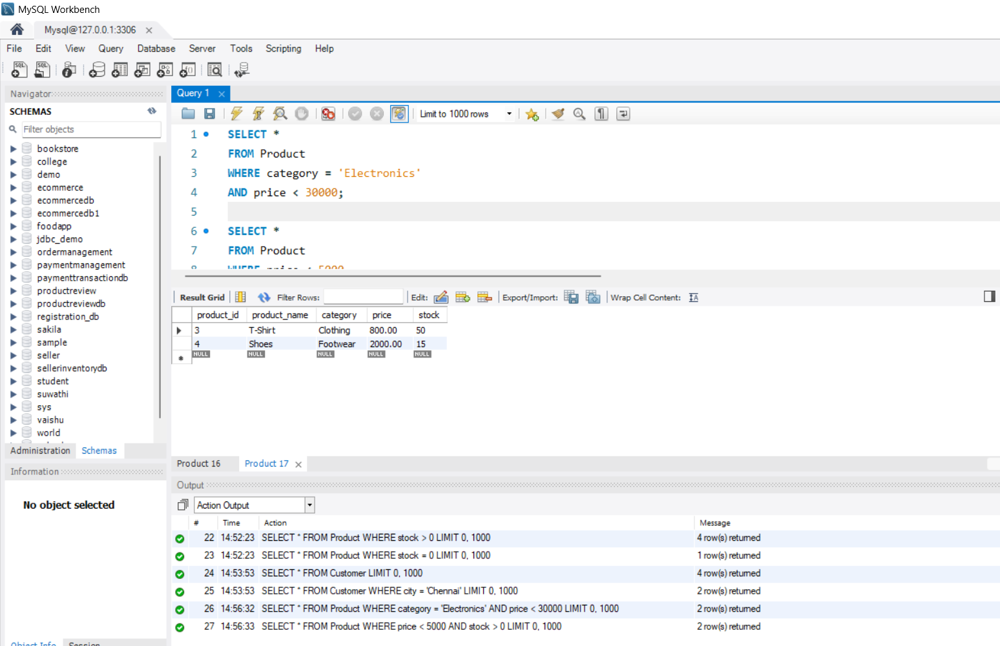 MySQL Workbench
Mysql@127.0.0.1:3306
File Edit View Query Database Server Tools Scripting Help
Navigator
SCHEMAS
Filter objects
bookstore
college
demo
ecommerce
ecommercedb
ecommercedb1
foodapp
jdbc_demo
ordermanagement
paymentmanagement
paymenttransactiondb
productreview
productreviewdb
registration_db
sakila
sample
seller
sellerinventorydb
student
suwathi
sys
vaishu
world
Administration Schemas
Information
No object selected
Object Info Session
Query 1
Limit to 1000 rows
1 SELECT *
2 FROM Product
3 WHERE category = 'Electronics'
4 AND price < 30000;
5
6 SELECT *
7 FROM Product
8 WHERE price < 5000
Result Grid Filter Rows: Edit: Export/Import: Wrap Cell Content: IA
product_id product_name category price stock
3 T-Shirt Clothing 800.00 50
4 Shoes Footwear 2000.00 15
NULL NULL NULL NULL NULL
Product 16 Product 17
Output
Action Output
# Time Action Message
22 14:52:23 SELECT * FROM Product WHERE stock > 0 LIMIT 0, 1000 4 row(s) returned
23 14:52:23 SELECT * FROM Product WHERE stock = 0 LIMIT 0, 1000 1 row(s) returned
24 14:53:53 SELECT * FROM Customer LIMIT 0, 1000 4 row(s) returned
25 14:53:53 SELECT * FROM Customer WHERE city = 'Chennai' LIMIT 0, 1000 2 row(s) returned
26 14:56:32 SELECT * FROM Product WHERE category = 'Electronics' AND price < 30000 LIMIT 0, 1000 2 row(s) returned
27 14:56:33 SELECT * FROM Product WHERE price < 5000 AND stock > 0 LIMIT 0, 1000 2 row(s) returned